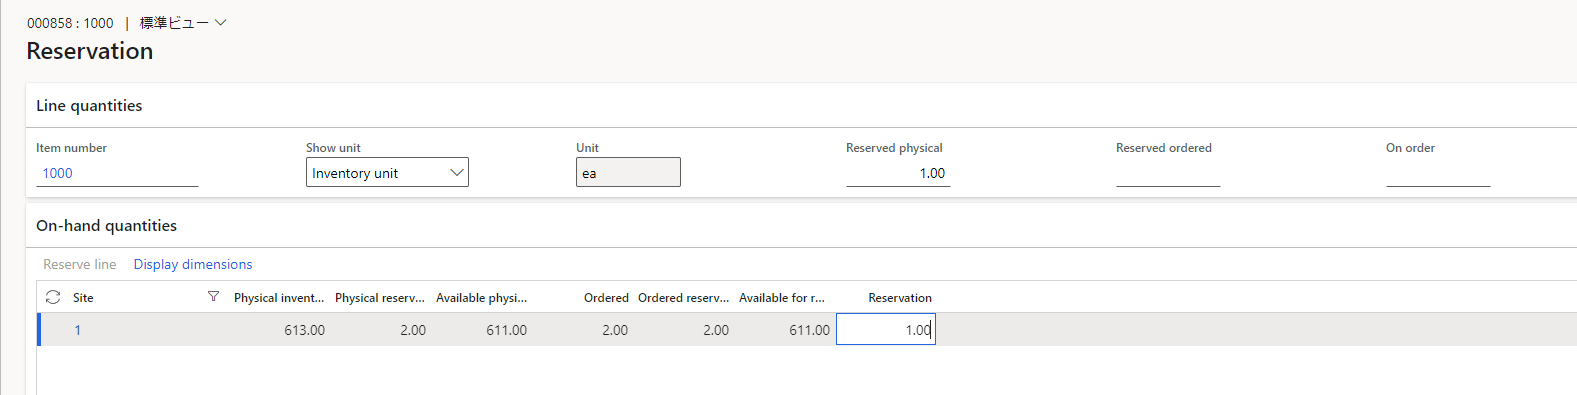 000858 : 1000 | 標準ビュー
Reservation
Line quantities
Item number Show unit Unit Reserved physical Reserved ordered On order
1000 Inventory unit ea 1.00
On-hand quantities
Reserve line Display dimensions
Site Physical invent... Physical reserv... Available physi... Ordered Ordered reserv... Available for r... Reservation
1 613.00 2.00 611.00 2.00 2.00 611.00 1.00